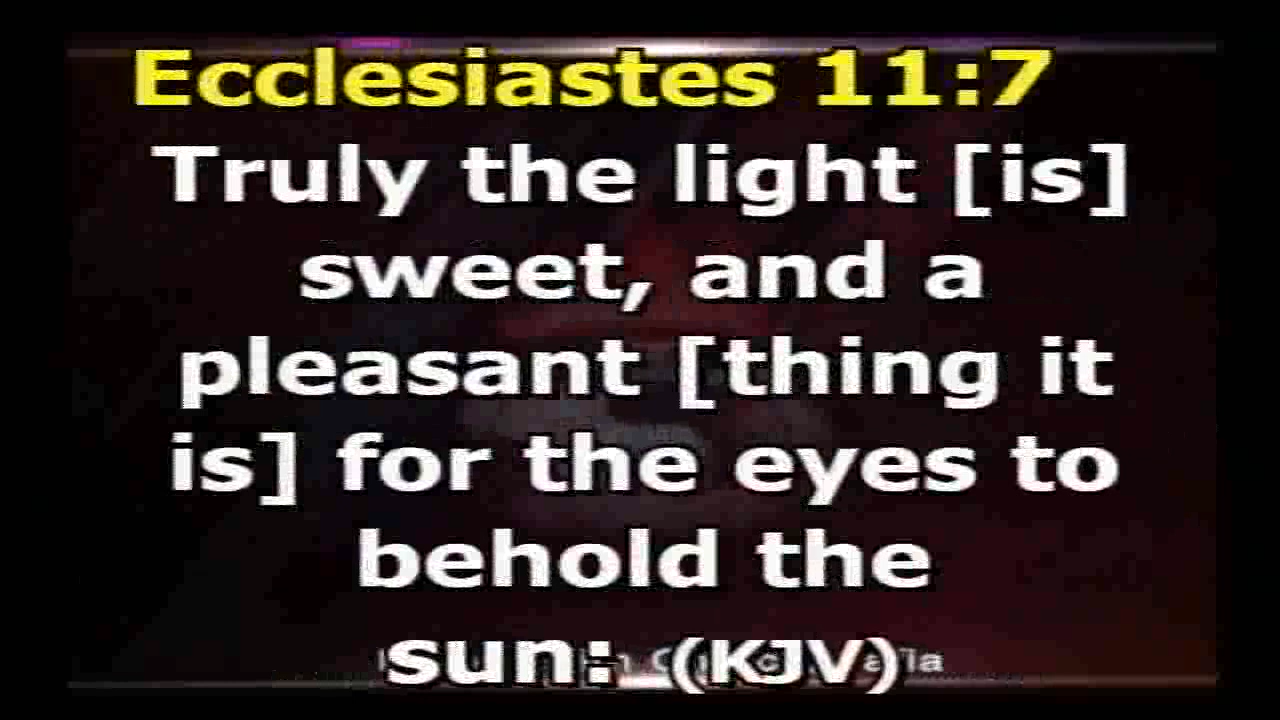 Ecclesiastes 11:7
Truly the light [is]
sweet, and a
pleasant [thing it
is] for the eyes to
behold the
sun: (KJV)